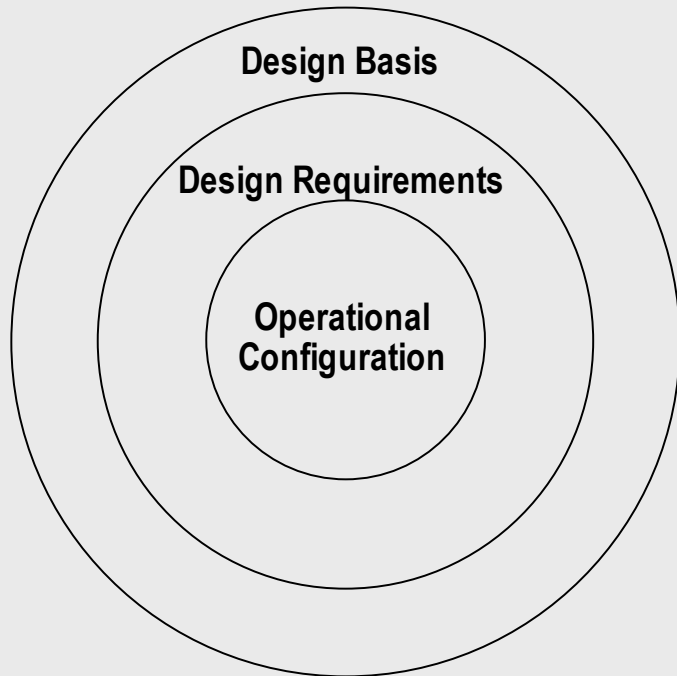 Design Basis
Design Requirements
Operational
Configuration